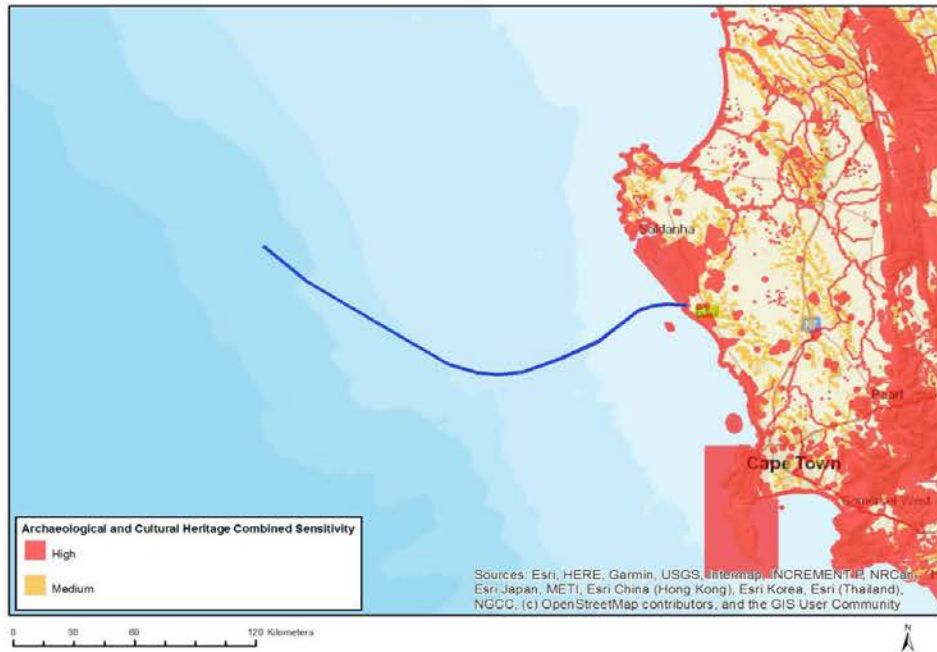 Saldanha
Paarl
Cape Town
Somerset West
Archaeological and Cultural Heritage Combined Sensitivity
High
Medium
Sources: Esri, HERE, Garmin, USGS, Intermap, INCREMENT P, NRCan,
Esri Japan, METI, Esri China (Hong Kong), Esri Korea, Esri (Thailand),
NGCC, (c) OpenStreetMap contributors, and the GIS User Community
0 30 60 120 Kilometers
N